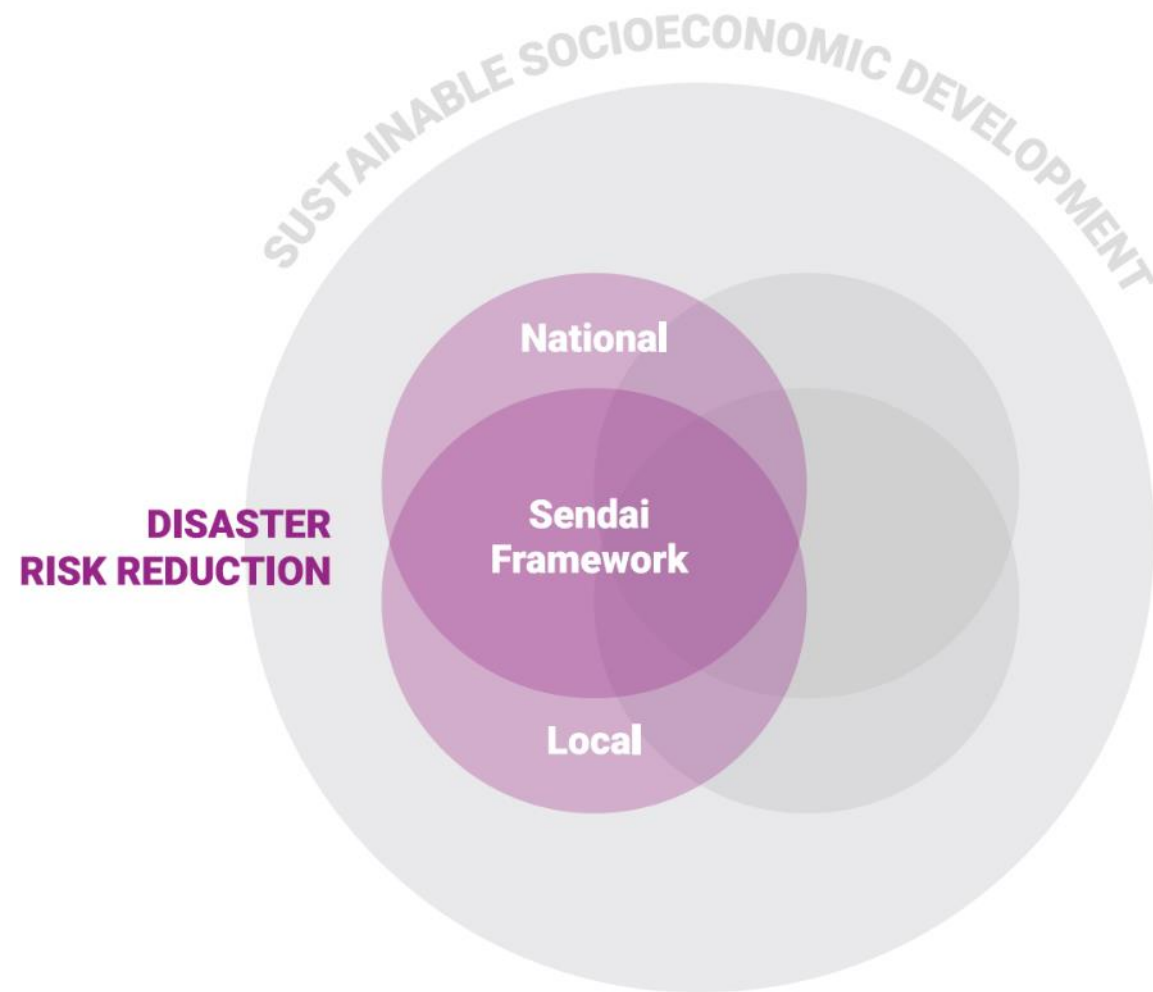 SUSTAINABLE SOCIOECONOMIC DEVELOPMENT
National
Sendai
Framework
DISASTER
RISK REDUCTION
Local